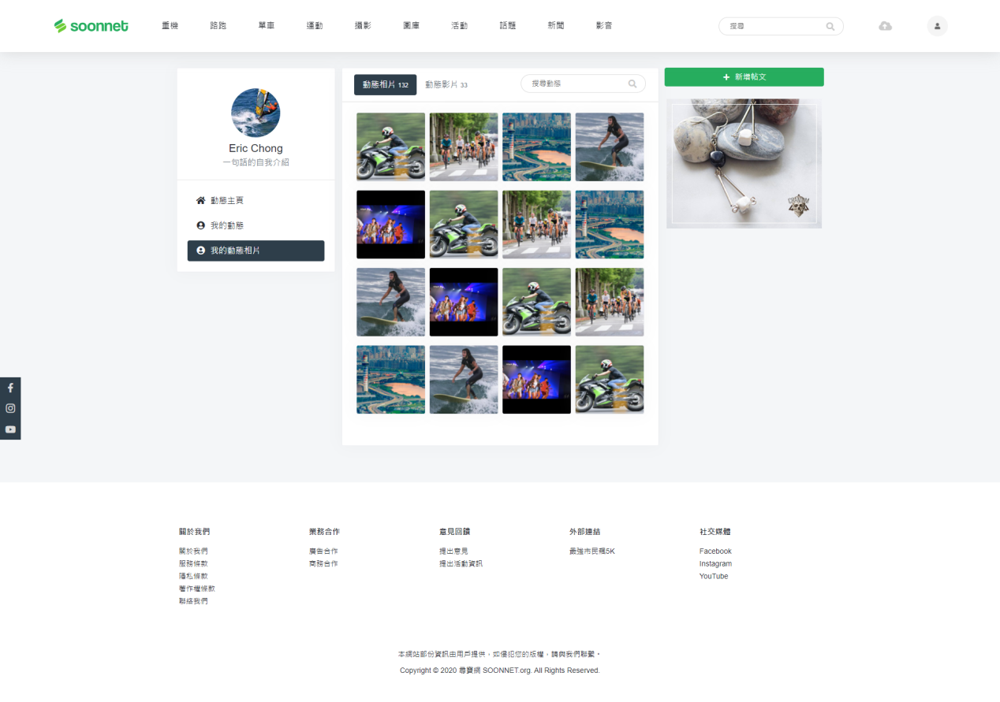 soonnet
重機 路跑 單車 運動 攝影 圖庫 活動 話題 新聞 影音
搜尋
Eric Chong
一句話的自我介紹
動態主頁
我的動態
我的動態相片
動態相片 132
動態影片 33
搜尋動態
新增帖文
關於我們
關於我們
服務條款
隱私條款
著作權條款
聯絡我們
業務合作
廣告合作
商務合作
意見回饋
提出意見
提出活動資訊
外部連結
最強市民飆5K
社交媒體
Facebook
Instagram
YouTube
本網站部份資訊由用戶提供，如侵犯您的版權，請與我們聯繫。
Copyright © 2020 尋寶網 SOONNET.org. All Rights Reserved.